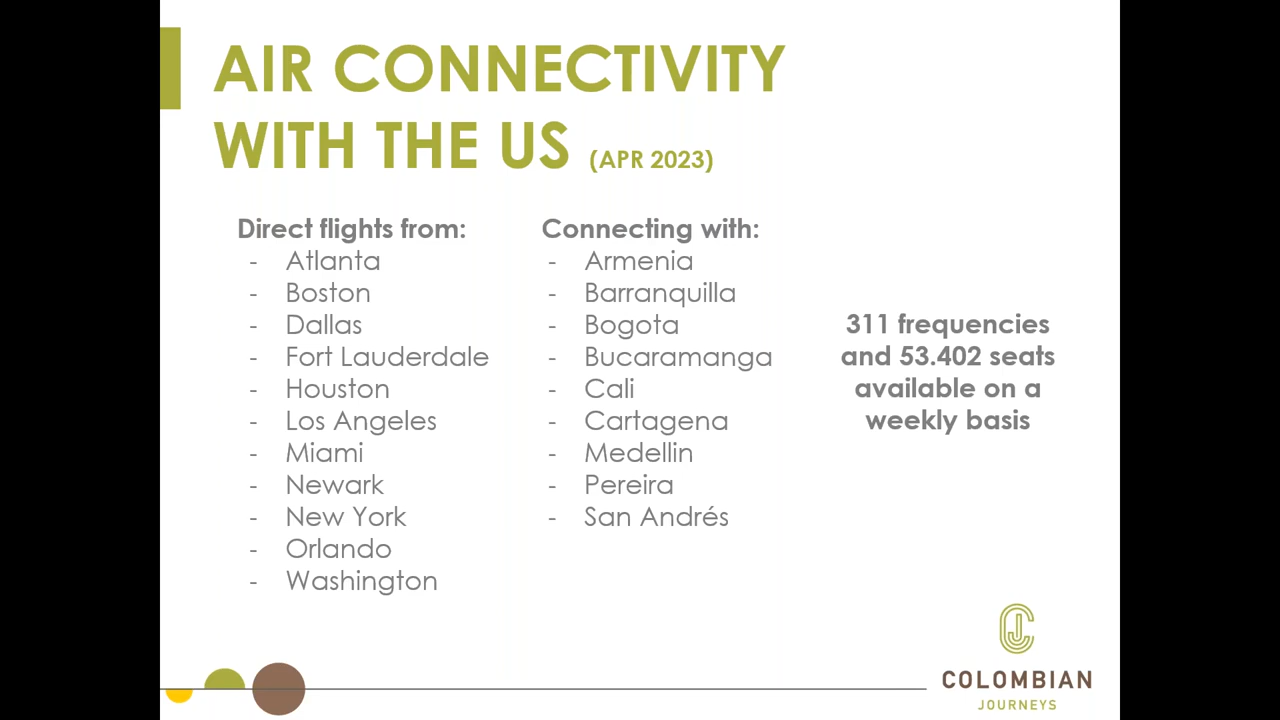 AIR CONNECTIVITY
WITH THE US (APR 2023)
Direct flights from:
- Atlanta
- Boston
- Dallas
- Fort Lauderdale
- Houston
- Los Angeles
- Miami
- Newark
- New York
- Orlando
- Washington
Connecting with:
- Armenia
- Barranquilla
- Bogota
- Bucaramanga
- Cali
- Cartagena
- Medellin
- Pereira
- San Andrés
311 frequencies
and 53.402 seats
available on a
weekly basis
COLOMBIAN
JOURNEYS